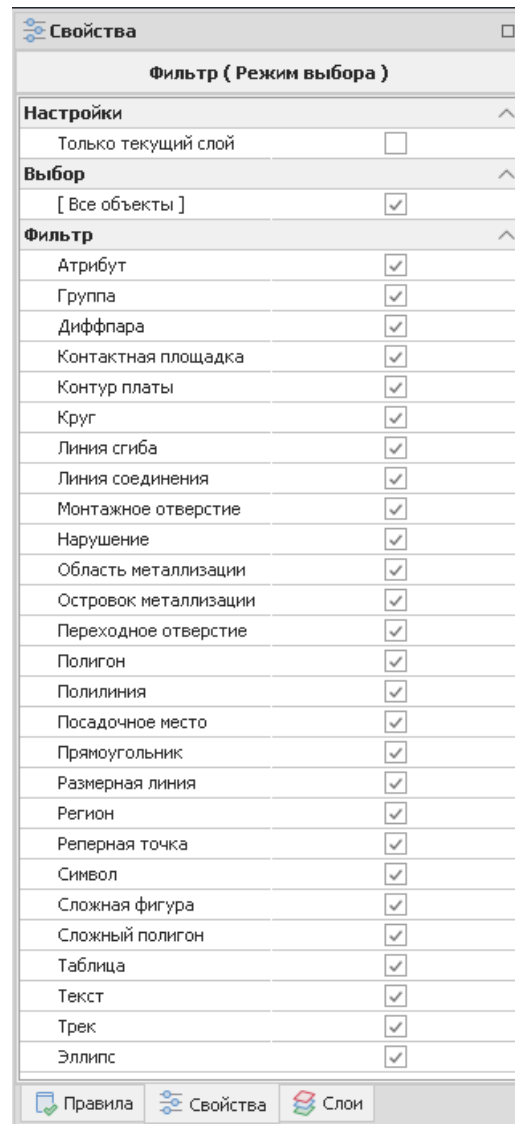 Свойства
Фильтр ( Режим выбора )
Настройки
Только текущий слой
Выбор
[ Все объекты ]
Фильтр
Атрибут
Группа
Диффпара
Контактная площадка
Контур платы
Круг
Линия сгиба
Линия соединения
Монтажное отверстие
Нарушение
Область металлизации
Островок металлизации
Переходное отверстие
Полигон
Полилиния
Посадочное место
Прямоугольник
Размерная линия
Регион
Реперная точка
Символ
Сложная фигура
Сложный полигон
Таблица
Текст
Трек
Эллипс
Правила Свойства Слои